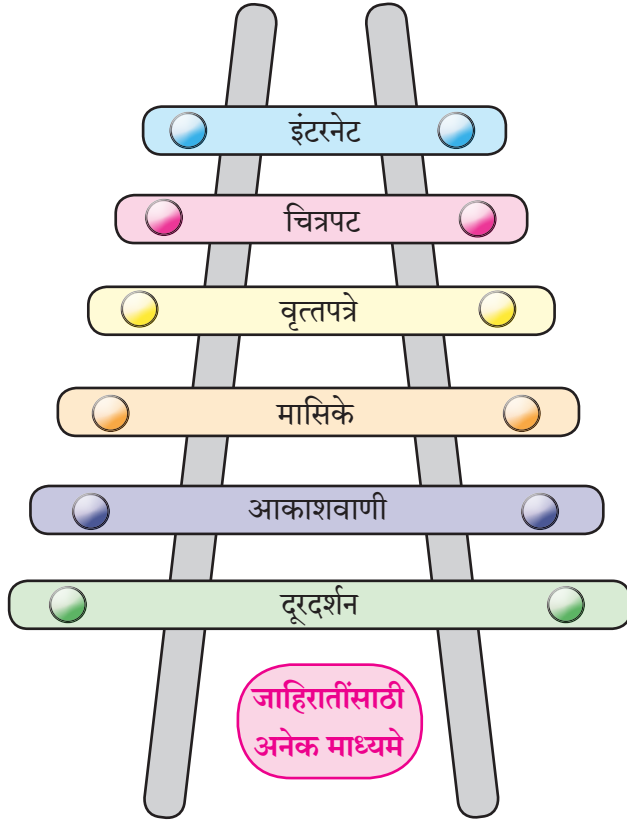 इंटरनेट
चित्रपट
वृत्तपत्रे
मासिके
आकाशवाणी
दूरदर्शन
जाहिरातींसाठी
अनेक माध्यमे